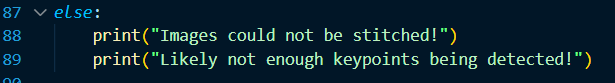 87 else:
88     print("Images could not be stitched!")
89     print("Likely not enough keypoints being detected!")